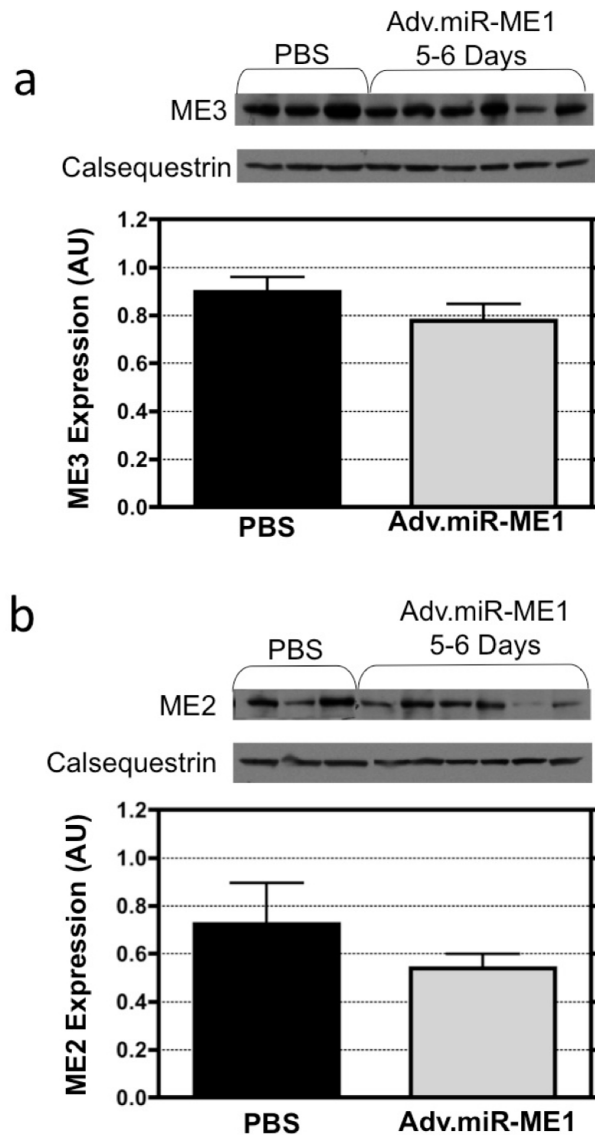 a
PBS
Adv.miR-ME1
5-6 Days
ME3
Calsequestrin
ME3 Expression (AU)
1.2
1.0
0.8
0.6
0.4
0.2
0.0
PBS
Adv.miR-ME1
b
PBS
Adv.miR-ME1
5-6 Days
ME2
Calsequestrin
ME2 Expression (AU)
1.2
1.0
0.8
0.6
0.4
0.2
0.0
PBS
Adv.miR-ME1